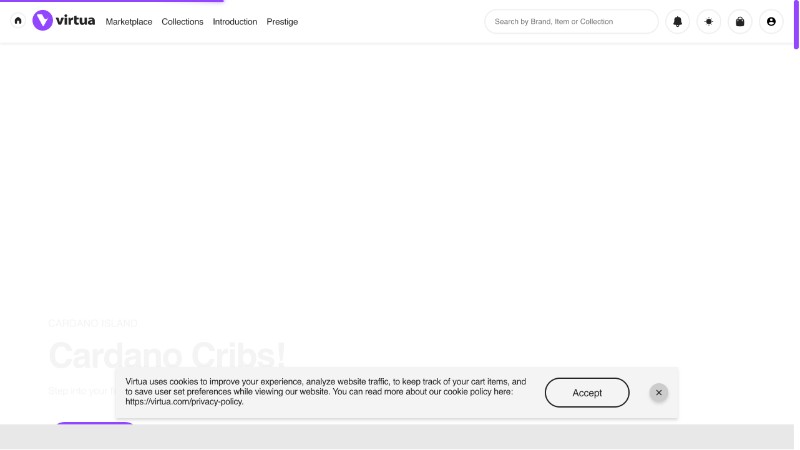 virtua
Marketplace Collections Introduction Prestige
Search by Brand, Item or Collection
CARDANO ISLAND
Cardano Cribs!
Virtua uses cookies to improve your experience, analyze website traffic, to keep track of your cart items, and
to save user set preferences while viewing our website. You can read more about our cookie policy here:
https://virtua.com/privacy-policy.
Accept